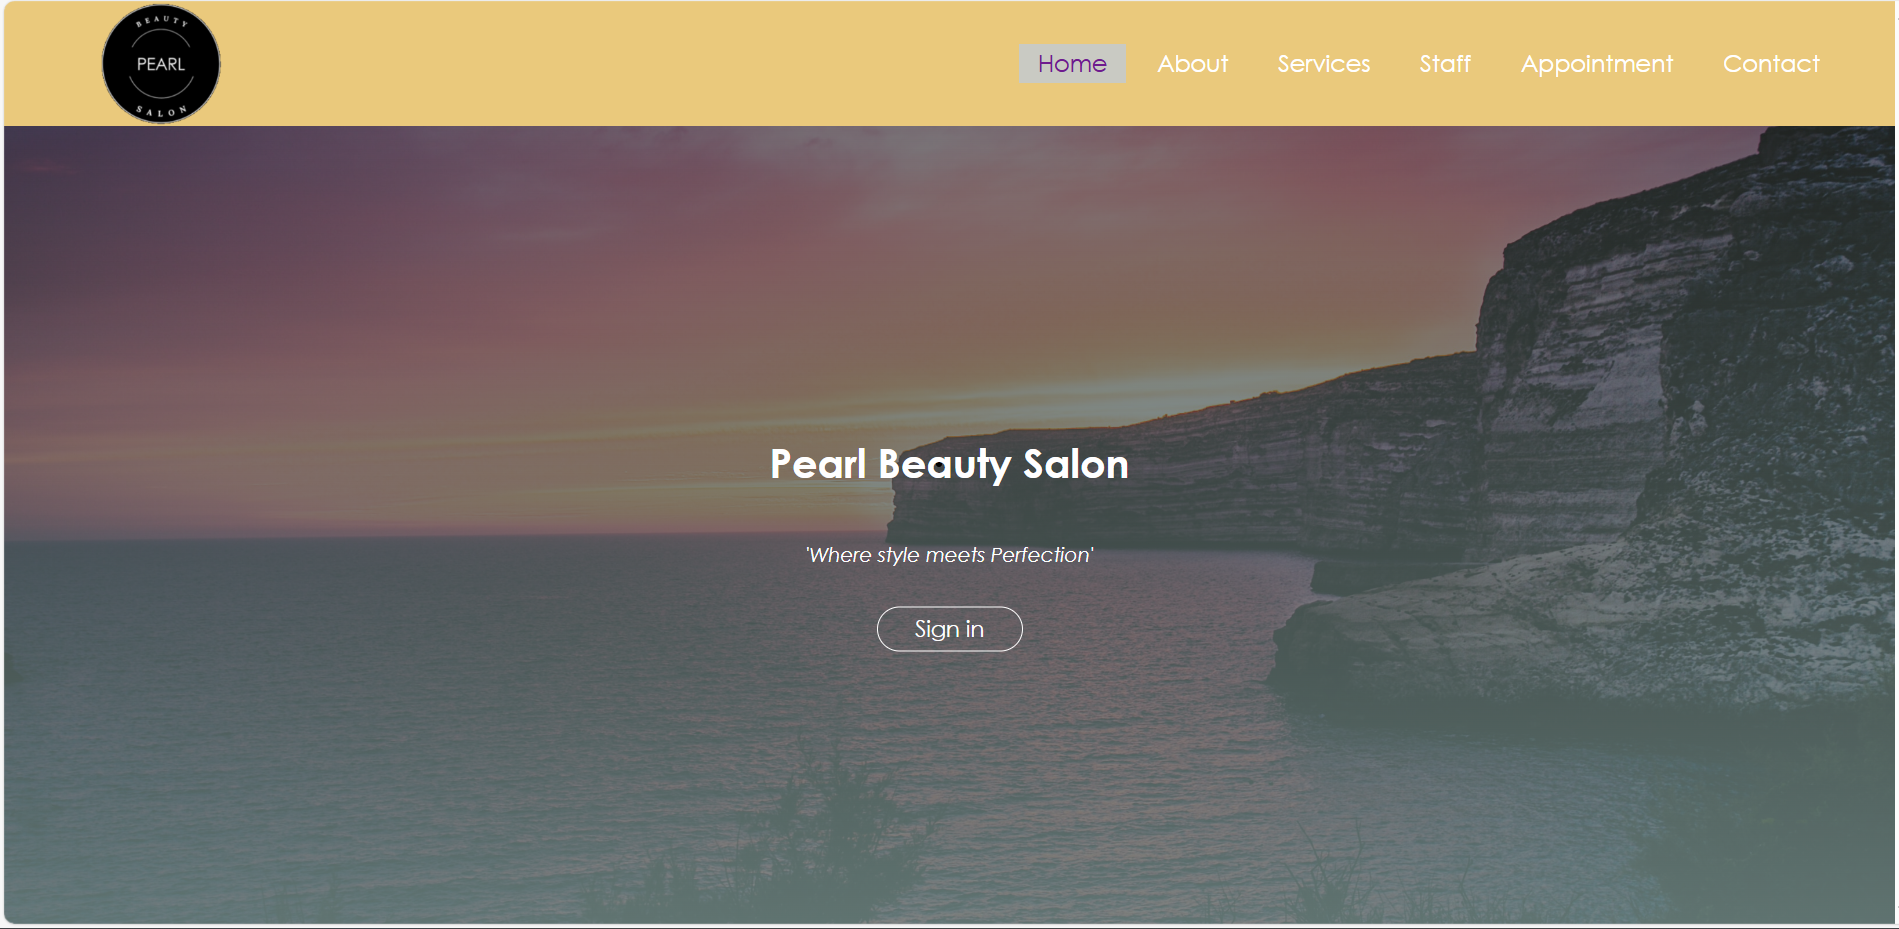 BEAUTY
PEARL
SALON
Home About Services Staff Appointment Contact
Pearl Beauty Salon
'Where style meets Perfection'
Sign in